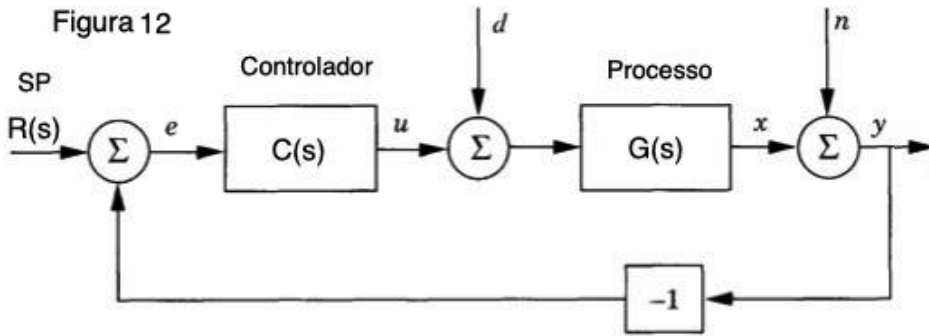 Figura 12
d
n
SP
Controlador
Processo
R(s)
Σ
e
C(s)
u
Σ
G(s)
x
Σ
y
−1